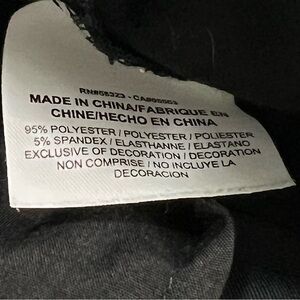 MADE IN CHINA/FABRIQUE EN
CHINE/HECHO EN CHINA
95% POLYESTER / POLYESTER / POLIESTER
5% SPANDEX / ELASTHANNE / ELASTANO
EXCLUSIVE OF DECORATION / DECORATION
NON COMPRISE / NO INCLUYE LA
DECORACION